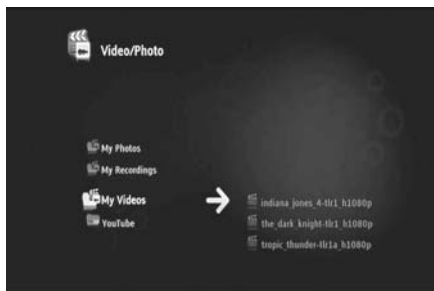 Video/Photo
My Photos
My Recordings
My Videos
YouTube
indiana_jones_4-tlr1_h1080p
the_dark_knight-tlr1_h1080p
tropic_thunder-tlr1a_h1080p